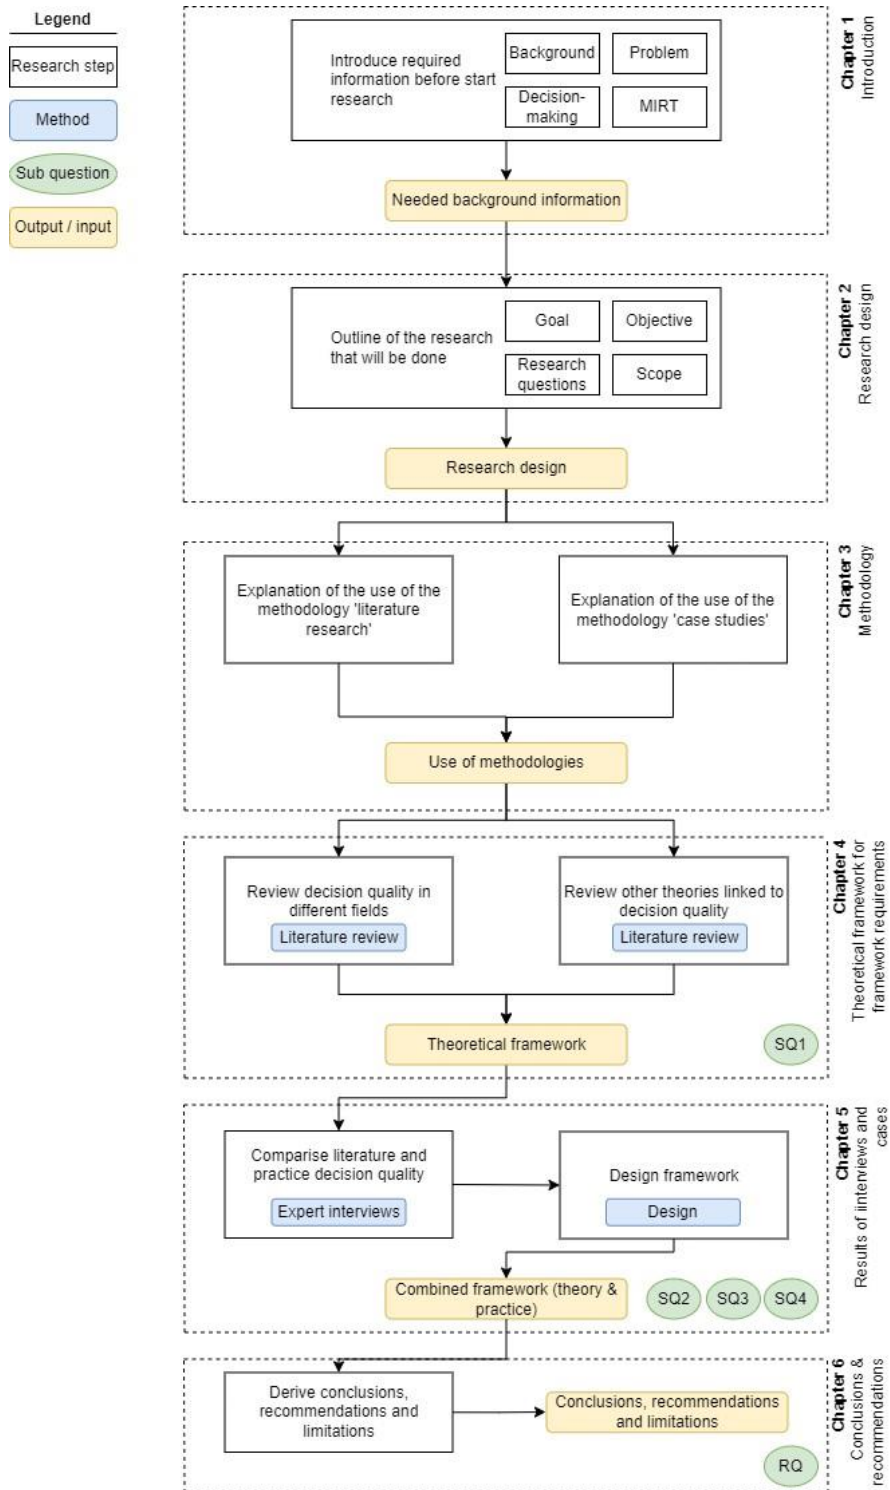 Legend
Research step
Method
Sub question
Output / input
Chapter 1
Introduction
Introduce required
information before start
research
Background
Problem
Decision-
making
MIRT
Needed background information
Chapter 2
Research design
Outline of the research
that will be done
Goal
Objective
Research
questions
Scope
Research design
Chapter 3
Methodology
Explanation of the use of the
methodology 'literature
research'
Explanation of the use of the
methodology 'case studies'
Use of methodologies
Chapter 4
Theoretical framework for
framework requirements
Review decision quality in
different fields
Literature review
Review other theories linked to
decision quality
Literature review
Theoretical framework
SQ1
Chapter 5
Results of iinterviews and
cases
Comparise literature and
practice decision quality
Expert interviews
Design framework
Design
Combined framework (theory &
practice)
SQ2
SQ3
SQ4
Chapter 6
Conclusions &
recommendations
Derive conclusions,
recommendations and
limitations
Conclusions, recommendations
and limitations
RQ